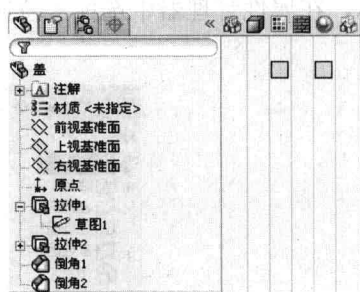 盖
A 注解
材质 <未指定>
前视基准面
上视基准面
右视基准面
原点
拉伸1
草图1
拉伸2
倒角1
倒角2